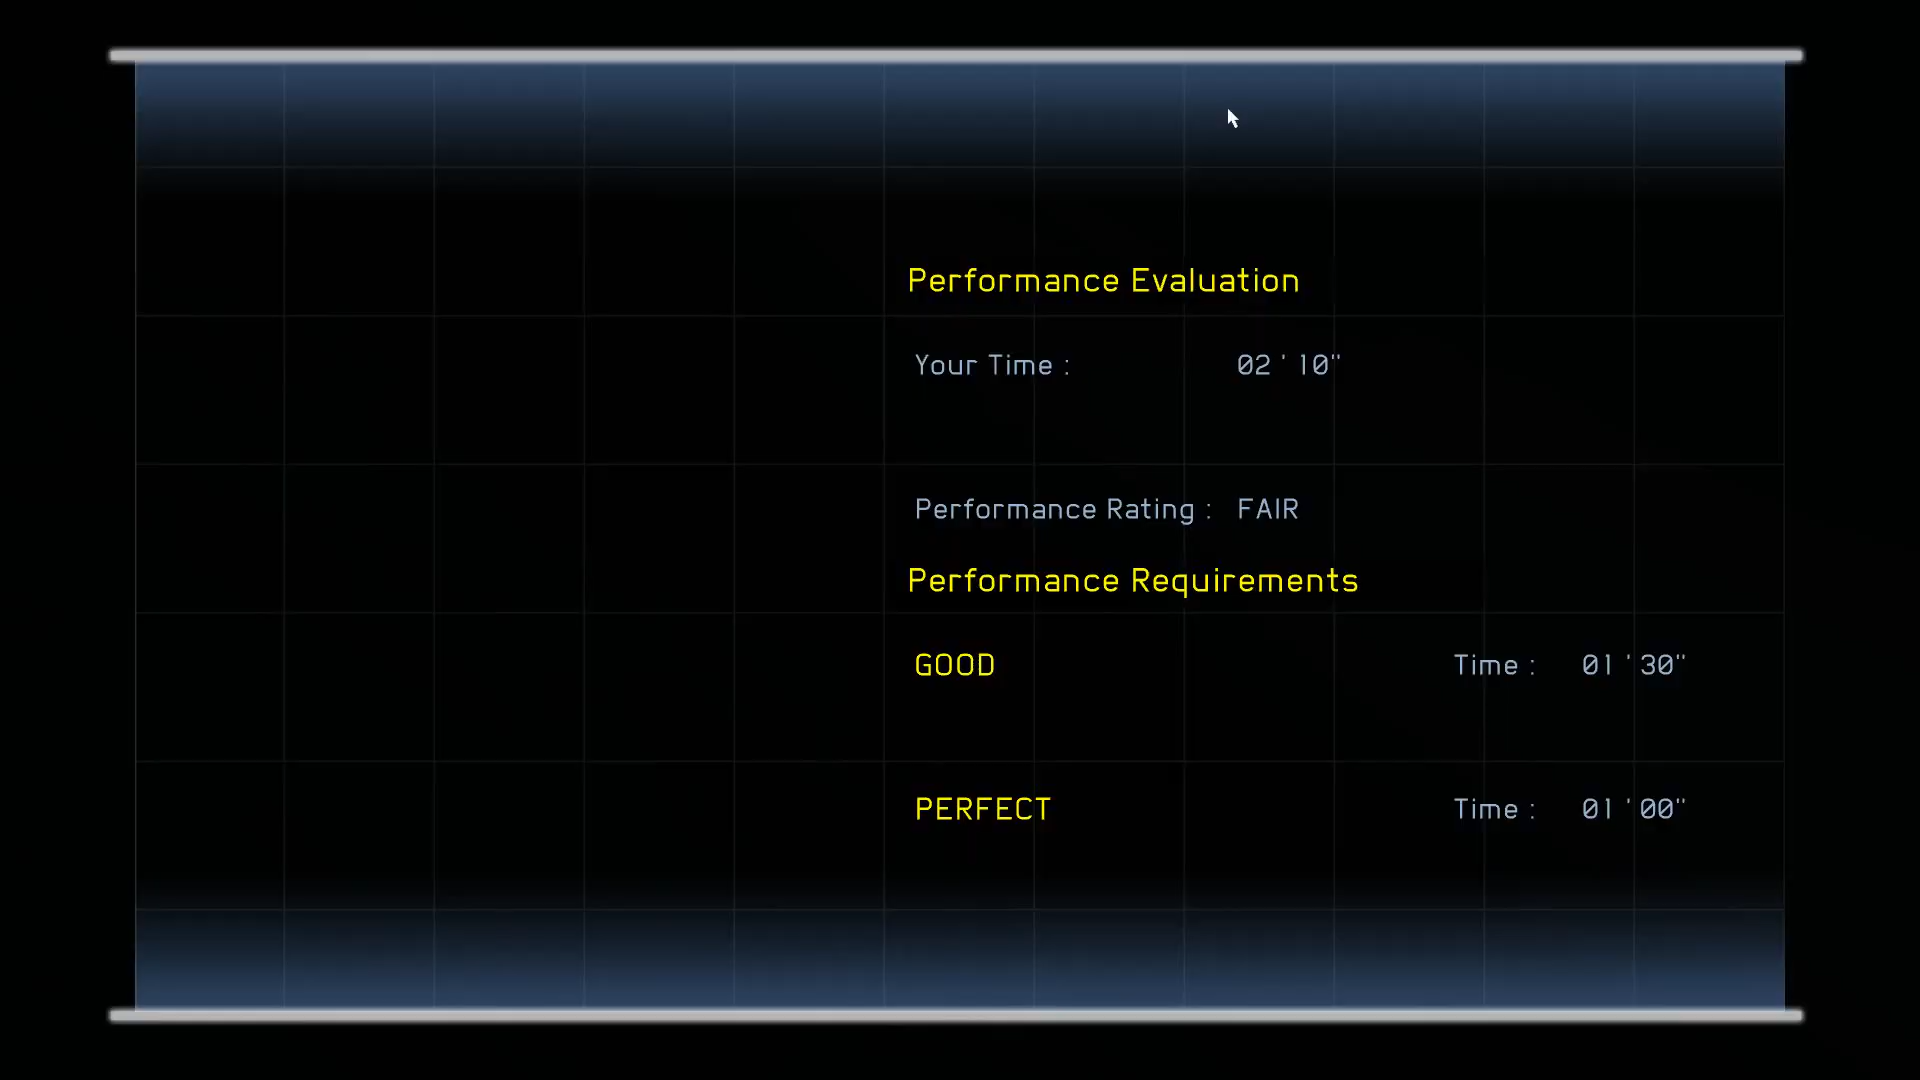 Performance Evaluation
Your Time : 02 ' 10"
Performance Rating : FAIR
Performance Requirements
GOOD Time : 01 ' 30"
PERFECT Time : 01 ' 00"